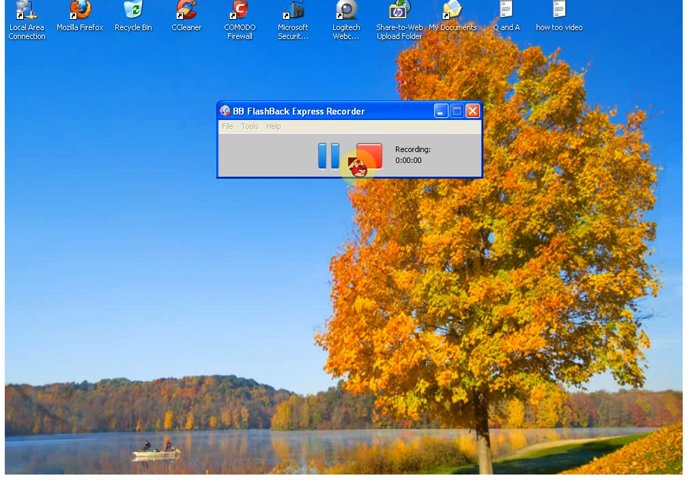 Local Area
Connection
Mozilla Firefox
Recycle Bin
CCleaner
COMODO
Firewall
Microsoft
Securit...
Logitech
Webc...
Share-to-Web
Upload Folder
My Documents
Q and A
how too video
BB FlashBack Express Recorder
File Tools Help
Recording:
0:00:00